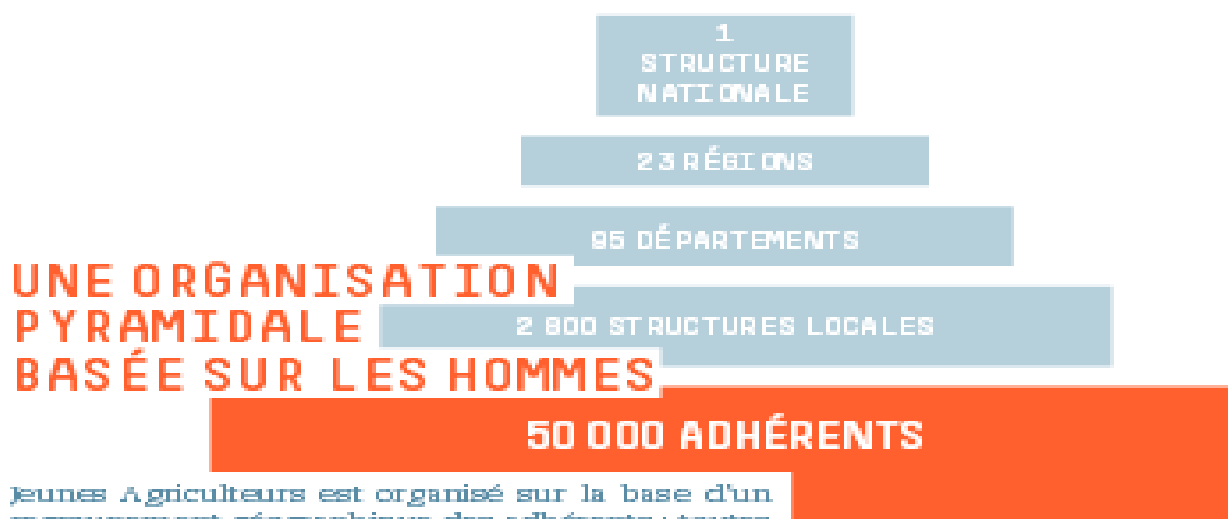 1
STRUCTURE
NATIONALE
23 RÉGIONS
95 DÉPARTEMENTS
2 800 STRUCTURES LOCALES
UNE ORGANISATION
PYRAMIDALE
BASÉE SUR LES HOMMES
50 000 ADHÉRENTS
Jeunes Agriculteurs est organisé sur la base d'un